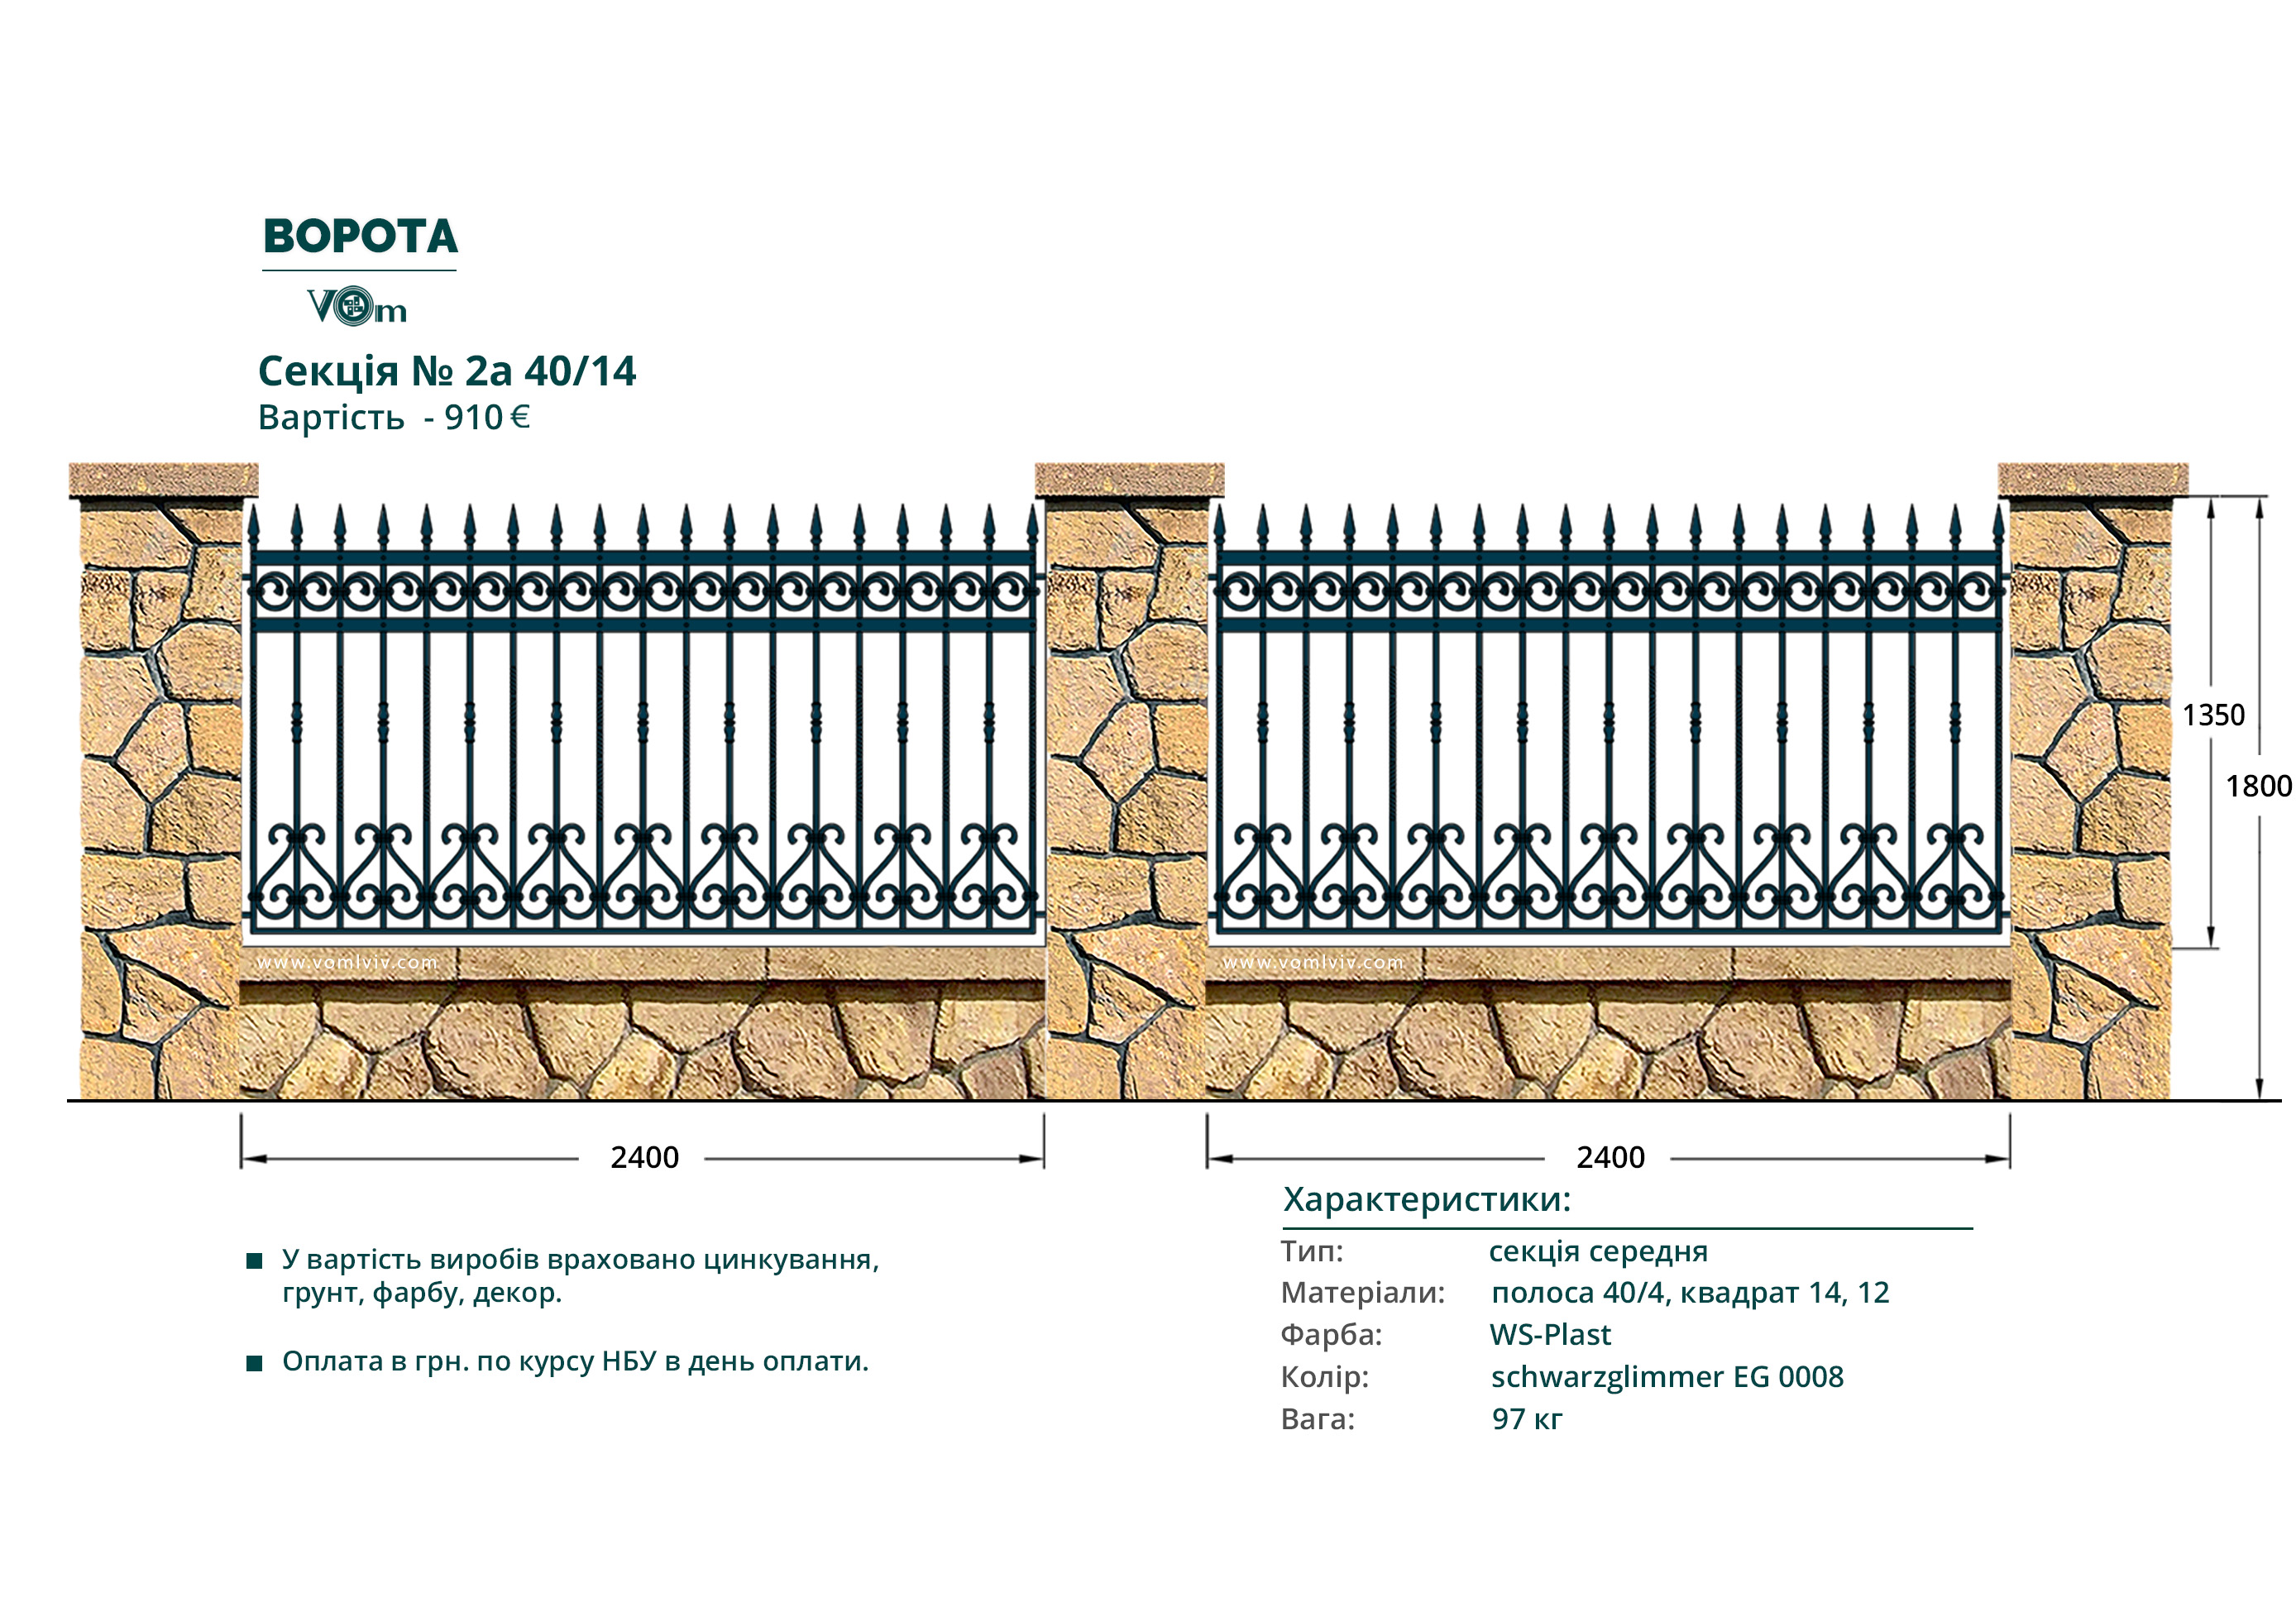 ВОРОТА
VOm
Секція № 2а 40/14
Вартість - 910 €
1350
1800
www.vomlviv.com
www.vomlviv.com
2400
2400
Характеристики:
Тип: секція середня
Матеріали: полоса 40/4, квадрат 14, 12
Фарба: WS-Plast
Колір: schwarzglimmer EG 0008
Вага: 97 кг
У вартість виробів враховано цинкування,
грунт, фарбу, декор.
Оплата в грн. по курсу НБУ в день оплати.